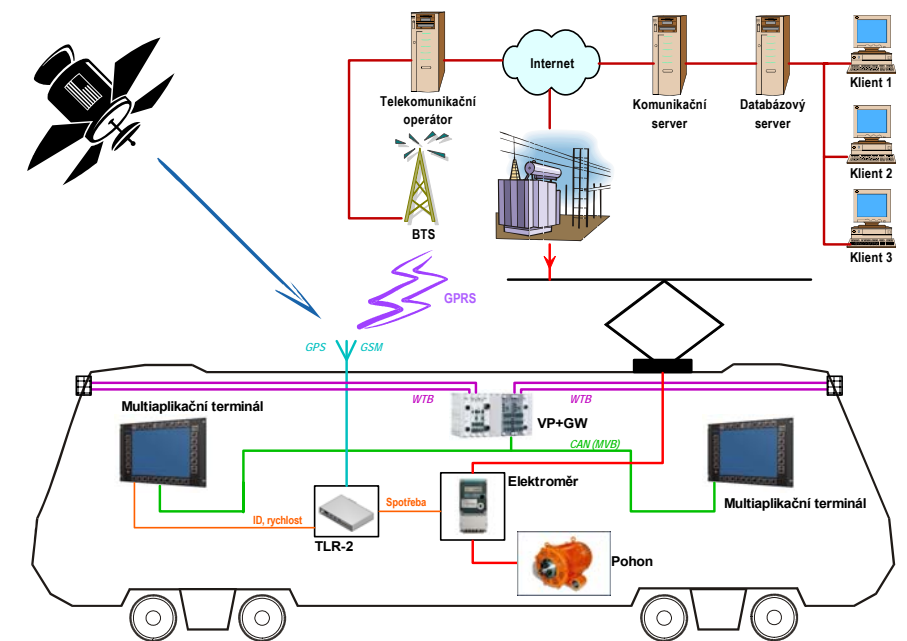 Internet
Telekomunikační
operátor
Komunikační
server
Databázový
server
Klient 1
Klient 2
Klient 3
BTS
GPRS
GPS
GSM
WTB
WTB
Multiaplikační terminál
VP+GW
CAN (MVB)
Elektroměr
Multiaplikační terminál
Spotřeba
ID, rychlost
TLR-2
Pohon